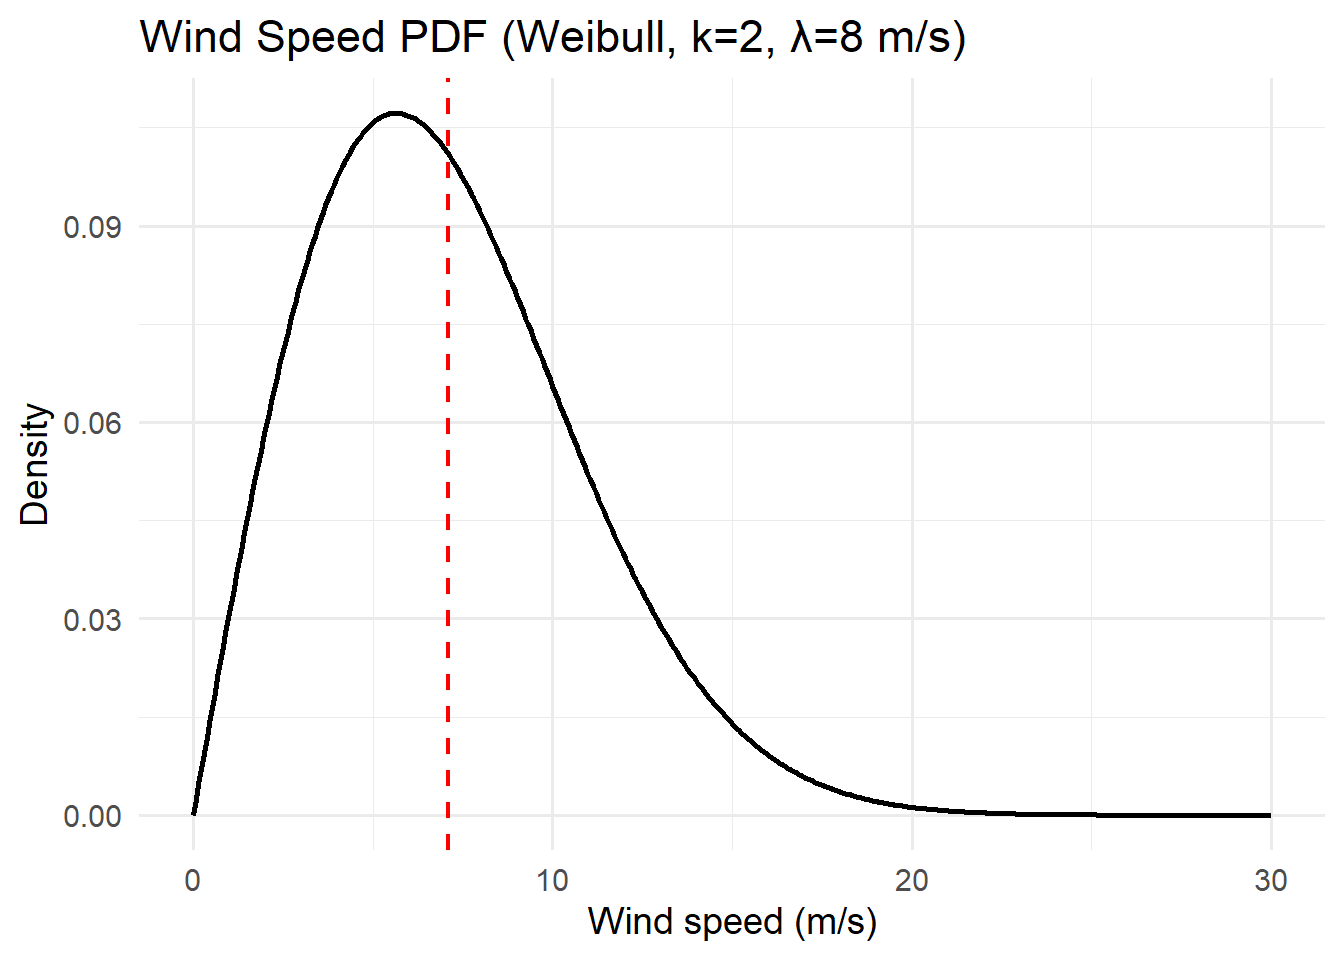 Wind Speed PDF (Weibull, k=2, λ=8 m/s)
Density
0.09
0.06
0.03
0.00
0 10 20 30
Wind speed (m/s)